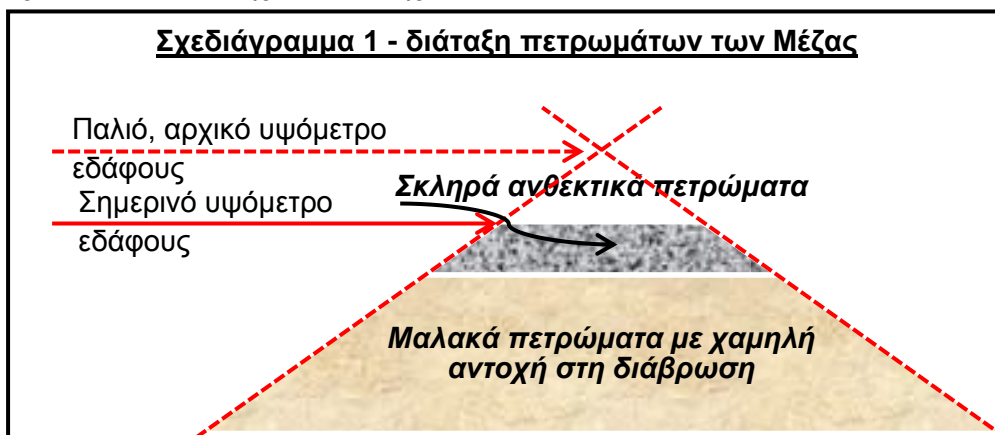 Σχεδιάγραμμα 1 - διάταξη πετρωμάτων των Μέζας
Παλιό, αρχικό υψόμετρο
εδάφους
Σκληρά ανθεκτικά πετρώματα
Σημερινό υψόμετρο
εδάφους
Μαλακά πετρώματα με χαμηλή
αντοχή στη διάβρωση